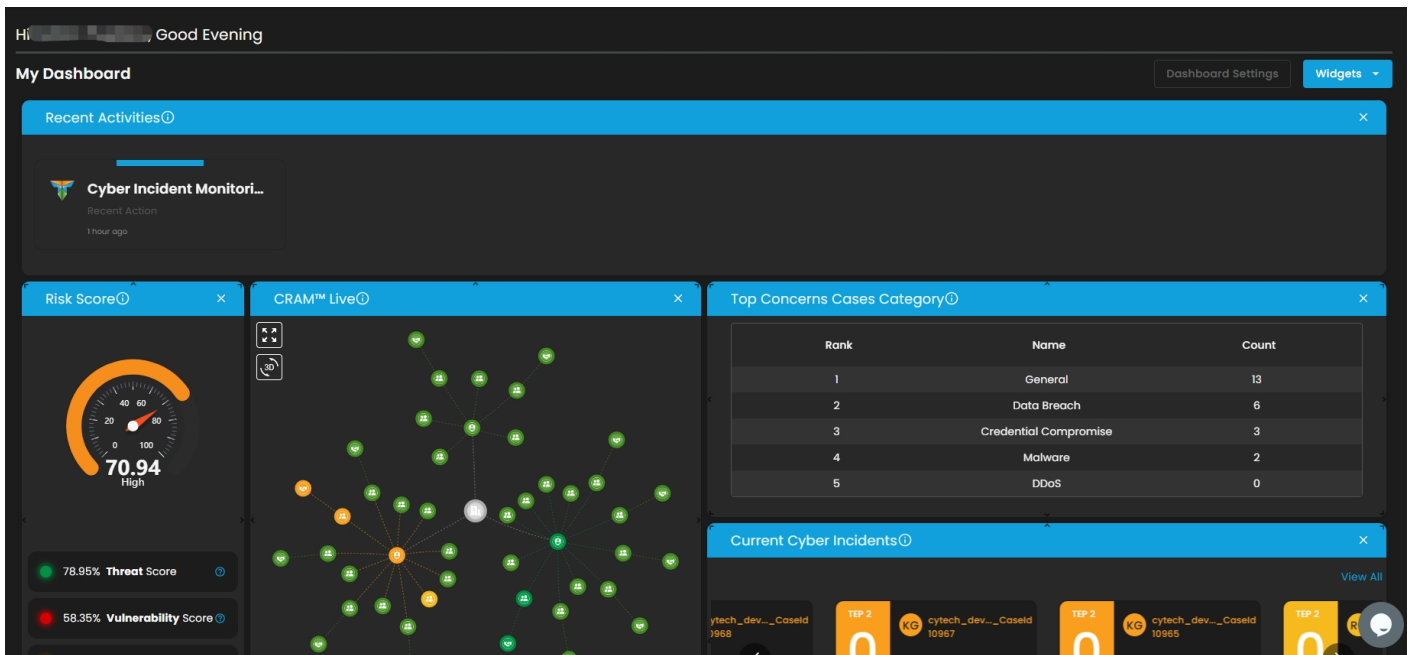 Hi
, Good Evening
My Dashboard
Dashboard Settings
Widgets
Recent Activities
Cyber Incident Monitori...
Recent Action
1 hour ago
Risk Score
40 60
20 80
0 100
70.94
High
78.95% Threat Score
58.35% Vulnerability Score
CRAM™ Live
3D
Top Concerns Cases Category
Rank Name Count
1 General 13
2 Data Breach 6
3 Credential Compromise 3
4 Malware 2
5 DDoS 0
Current Cyber Incidents
View All
ytech_dev..._CaseId
TEP 2
KG
cytech_dev..._CaseId
10967
TEP 2
KG
cytech_dev..._CaseId
10965
TEP 2